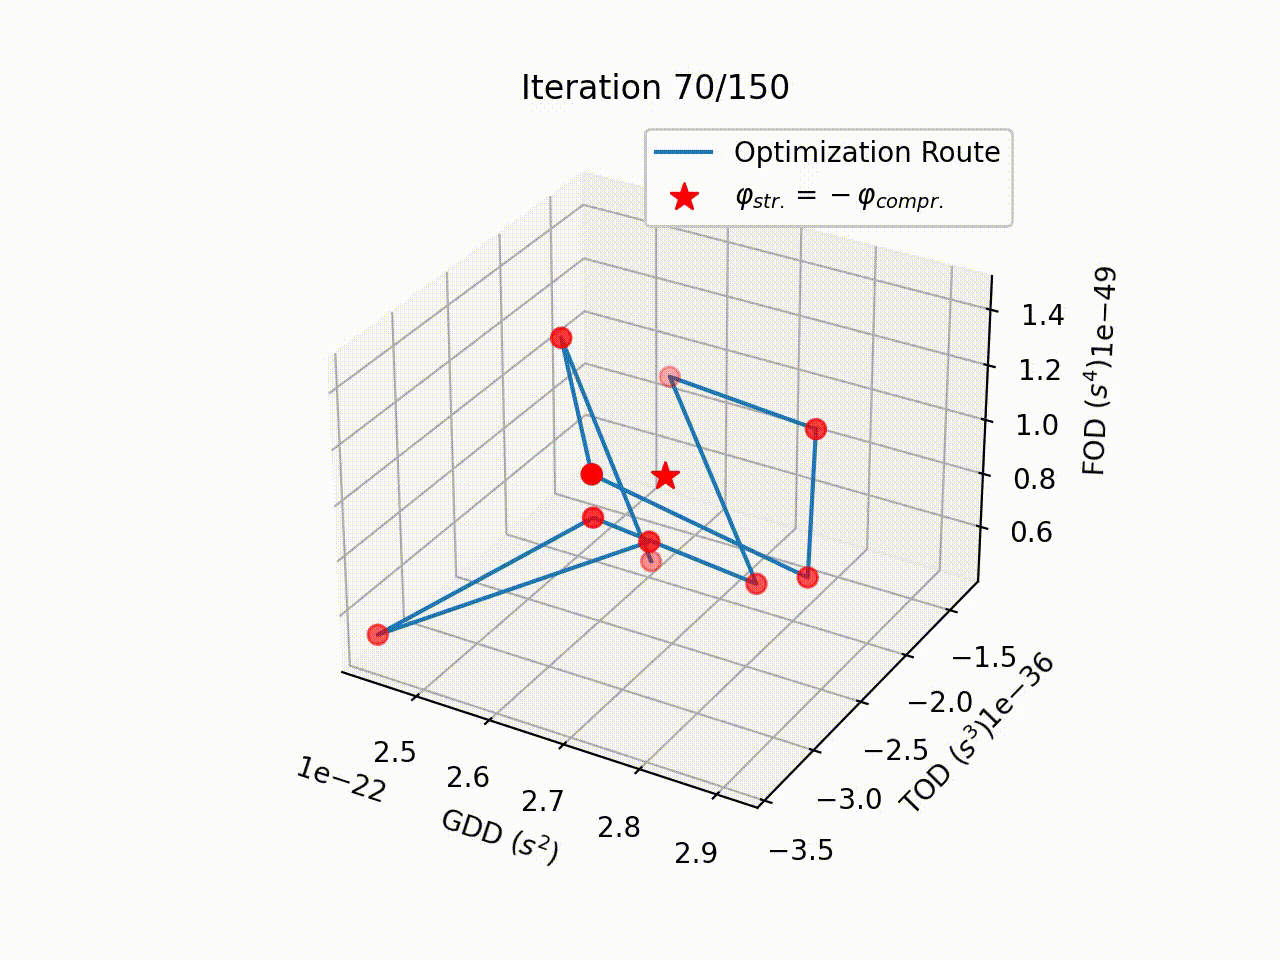 Iteration 70/150
Optimization Route
φstr. = − φcompr.
1.4
1.2
1.0
0.8
0.6
FOD (s⁴)1e−49
−1.5
−2.0
−2.5
−3.0
−3.5
TOD (s³)1e−36
2.5
2.6
2.7
2.8
2.9
1e−22
GDD (s²)